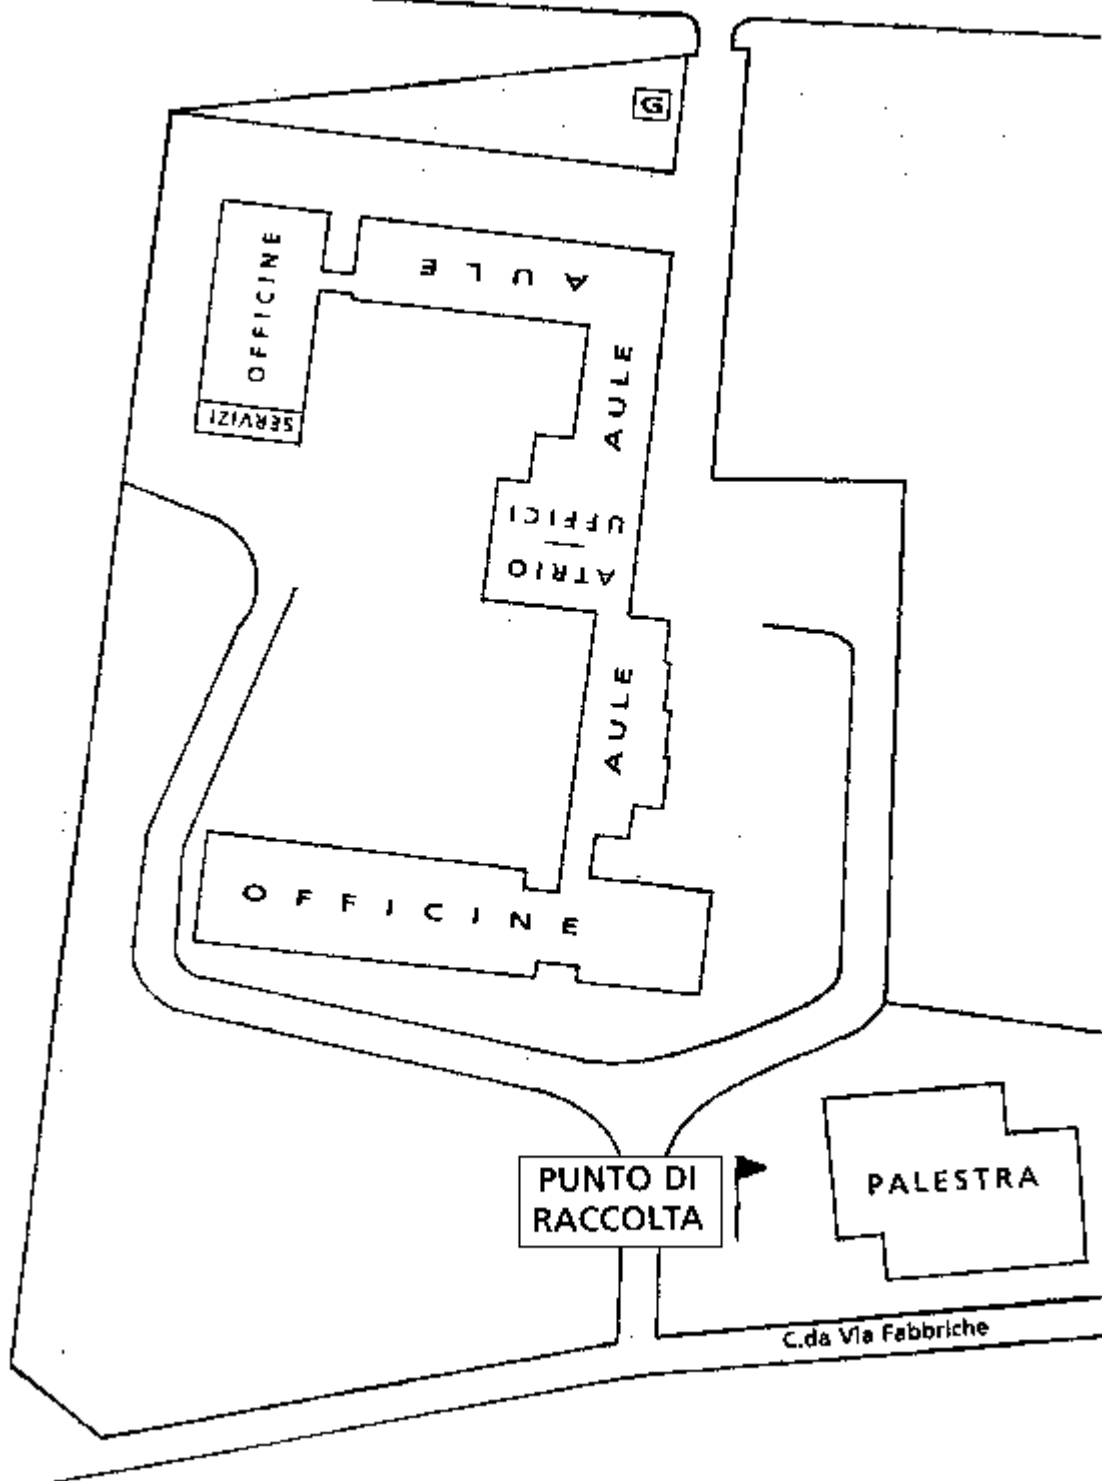 G
OFFICINE
AULE
SERVIZI
AULE
UFFICI
ATRIO
AULE
OFFICINE
PUNTO DI
RACCOLTA
PALESTRA
C.da Via Fabbriche